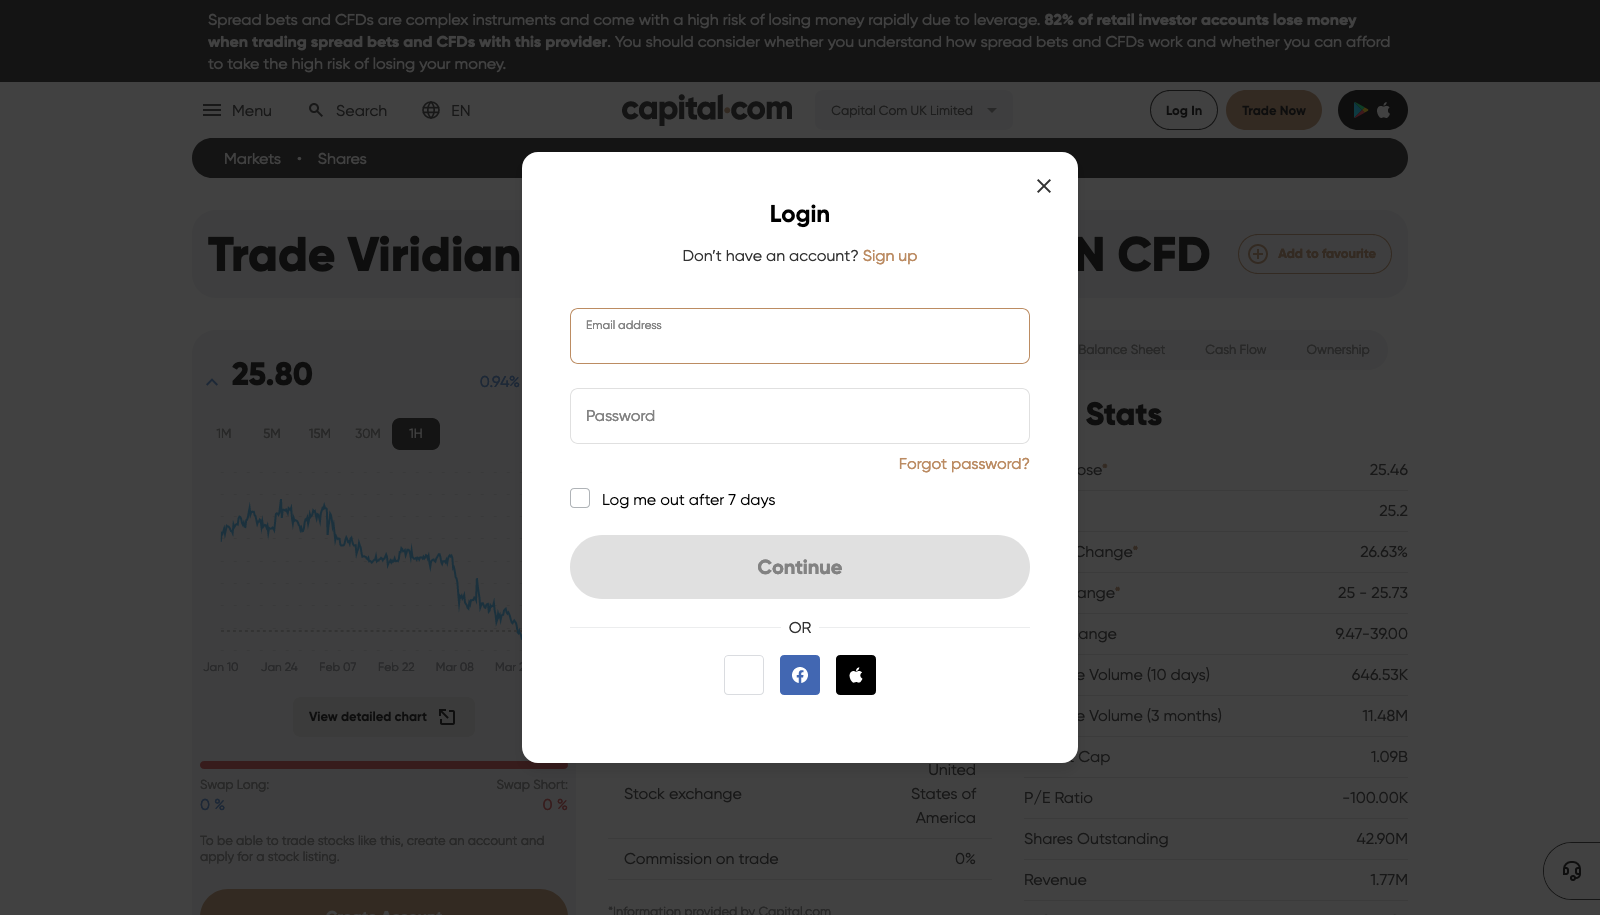 Spread bets and CFDs are complex instruments and come with a high risk of losing money rapidly due to leverage. 82% of retail investor accounts lose money
when trading spread bets and CFDs with this provider. You should consider whether you understand how spread bets and CFDs work and whether you can afford
to take the high risk of losing your money.
Menu Search EN capital.com Capital Com UK Limited Log In Trade Now
Markets • Shares
Trade Viridian N CFD Add to favourite
Login
Don't have an account? Sign up
Email address
Password
Forgot password?
Log me out after 7 days
Continue
OR
25.80 0.94%
1M 5M 15M 30M 1H
Jan 10 Jan 24 Feb 07 Feb 22 Mar 08 Mar
View detailed chart
Swap Long: Swap Short:
0 % 0 %
To be able to trade stocks like this, create an account and
apply for a stock listing.
United
Stock exchange States of
America
Commission on trade 0%
*Information provided by Capital.com
Balance Sheet Cash Flow Ownership
Stats
ose* 25.46
25.2
Change* 26.63%
ange* 25 - 25.73
ange 9.47-39.00
e Volume (10 days) 646.53K
e Volume (3 months) 11.48M
Cap 1.09B
P/E Ratio -100.00K
Shares Outstanding 42.90M
Revenue 1.77M